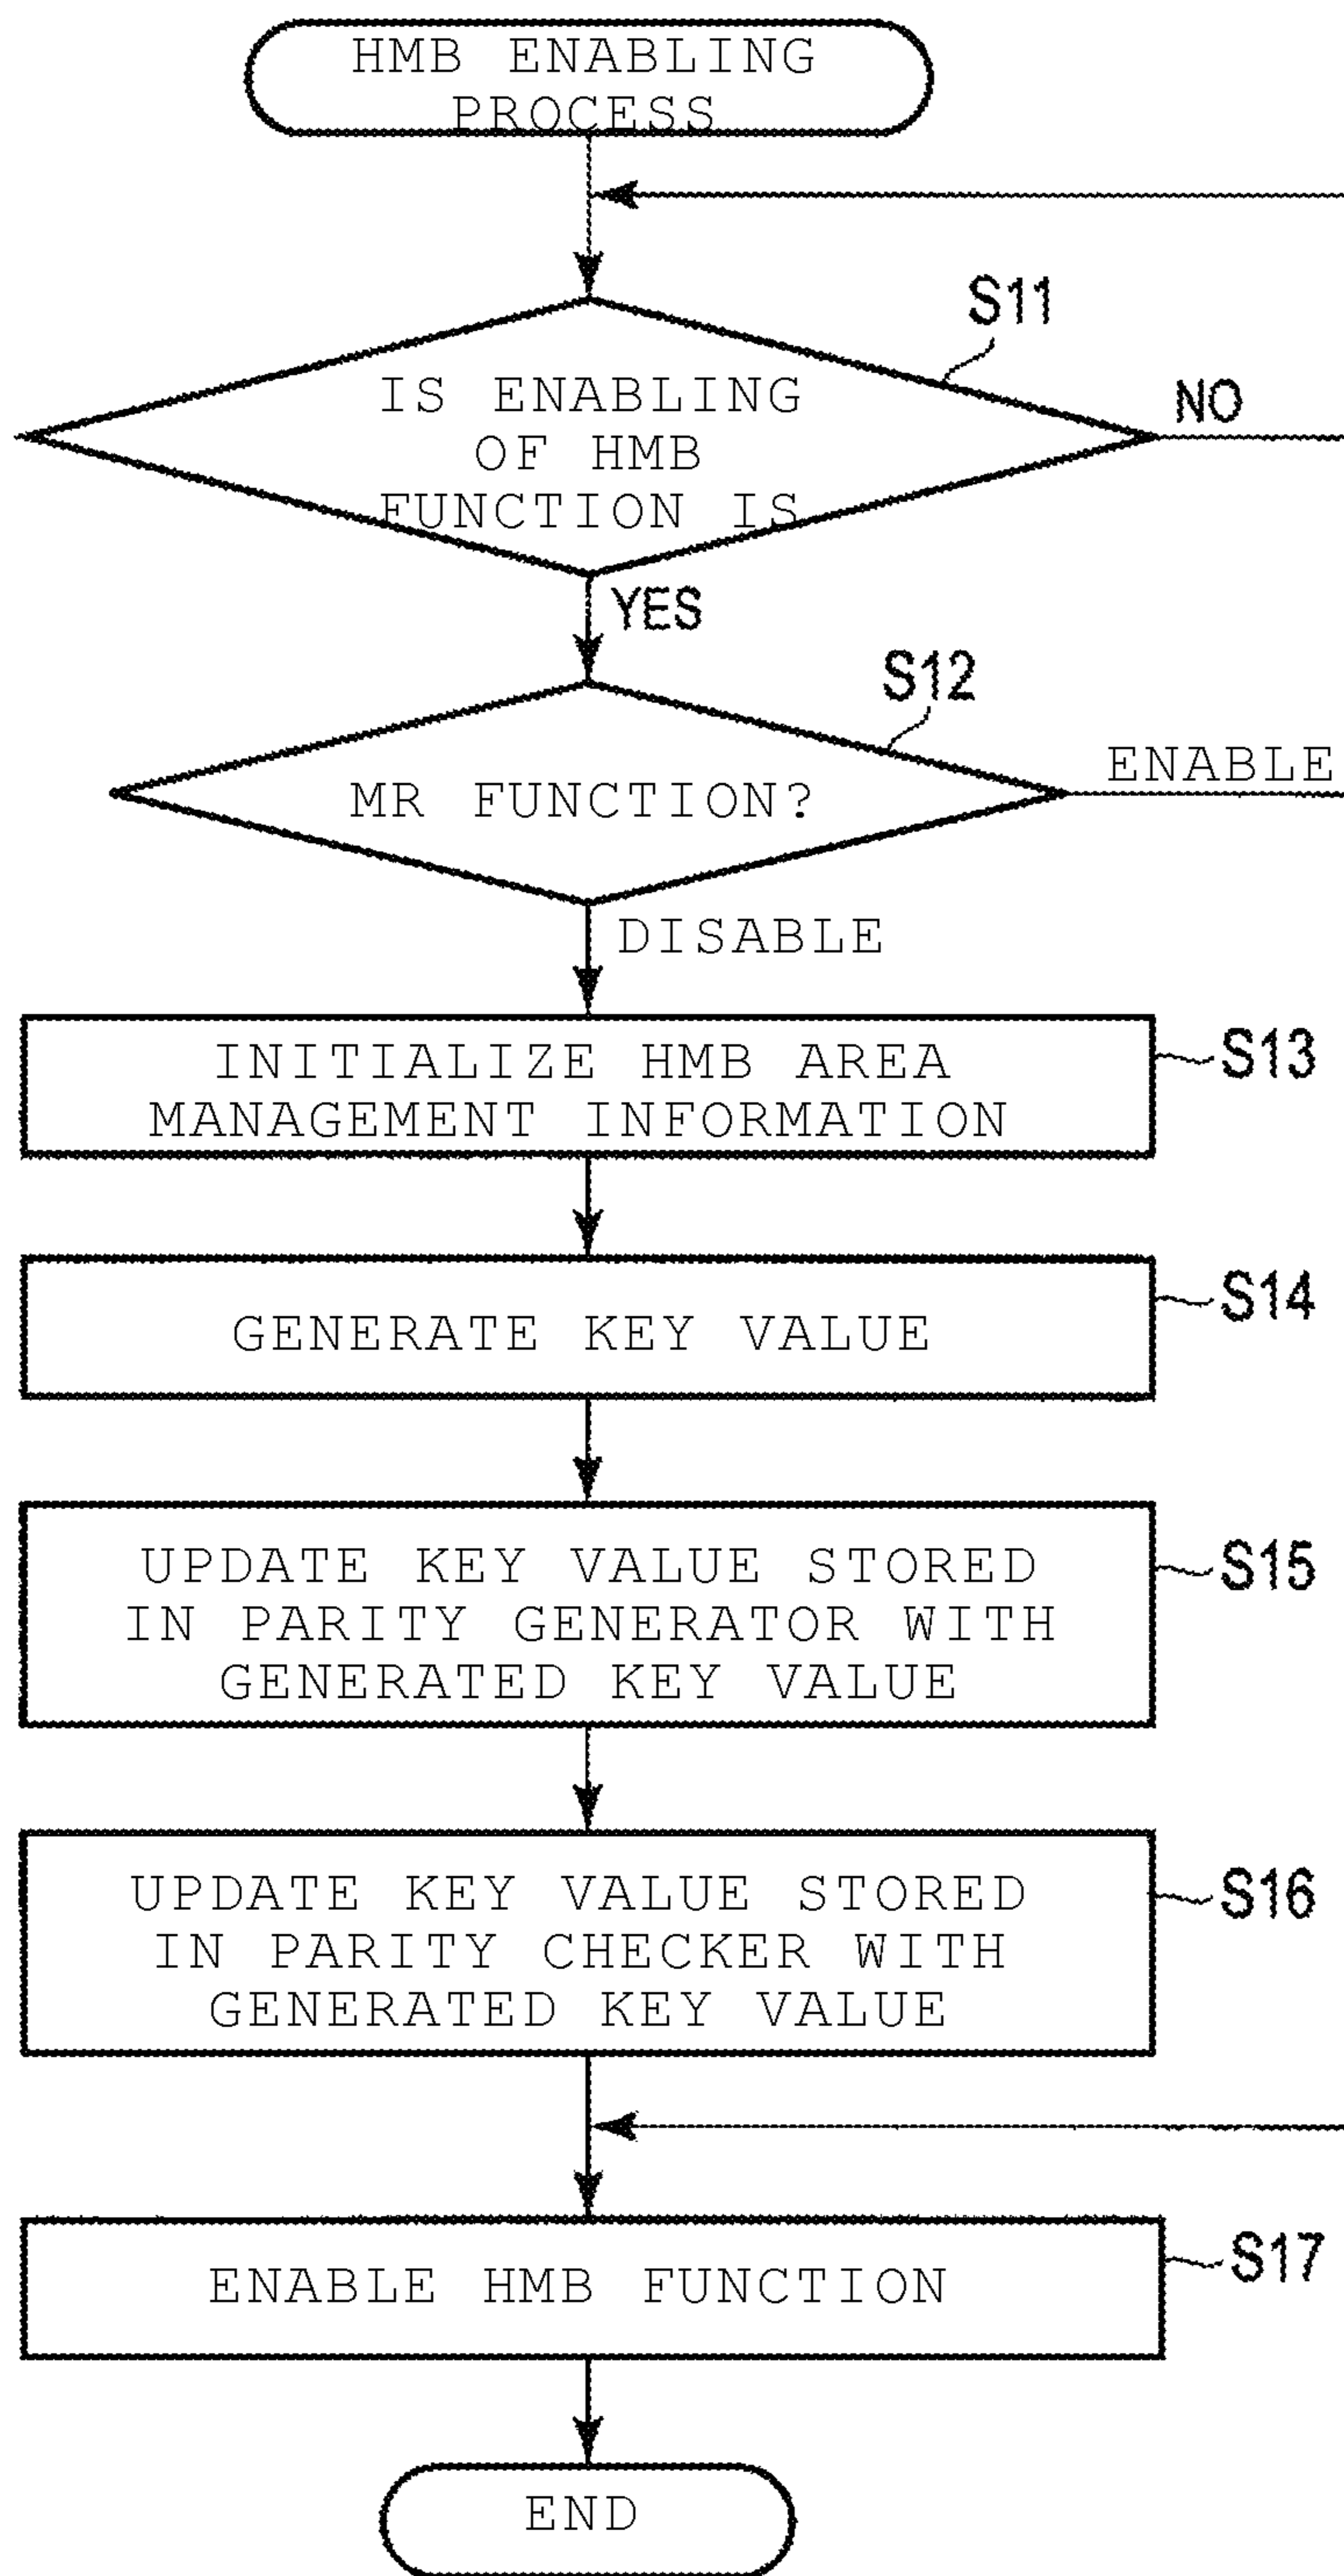 HMB ENABLING
PROCESS
S11
IS ENABLING
OF HMB
FUNCTION IS
NO
YES
S12
MR FUNCTION?
ENABLE
DISABLE
INITIALIZE HMB AREA
MANAGEMENT INFORMATION
S13
GENERATE KEY VALUE
S14
UPDATE KEY VALUE STORED
IN PARITY GENERATOR WITH
GENERATED KEY VALUE
S15
UPDATE KEY VALUE STORED
IN PARITY CHECKER WITH
GENERATED KEY VALUE
S16
ENABLE HMB FUNCTION
S17
END